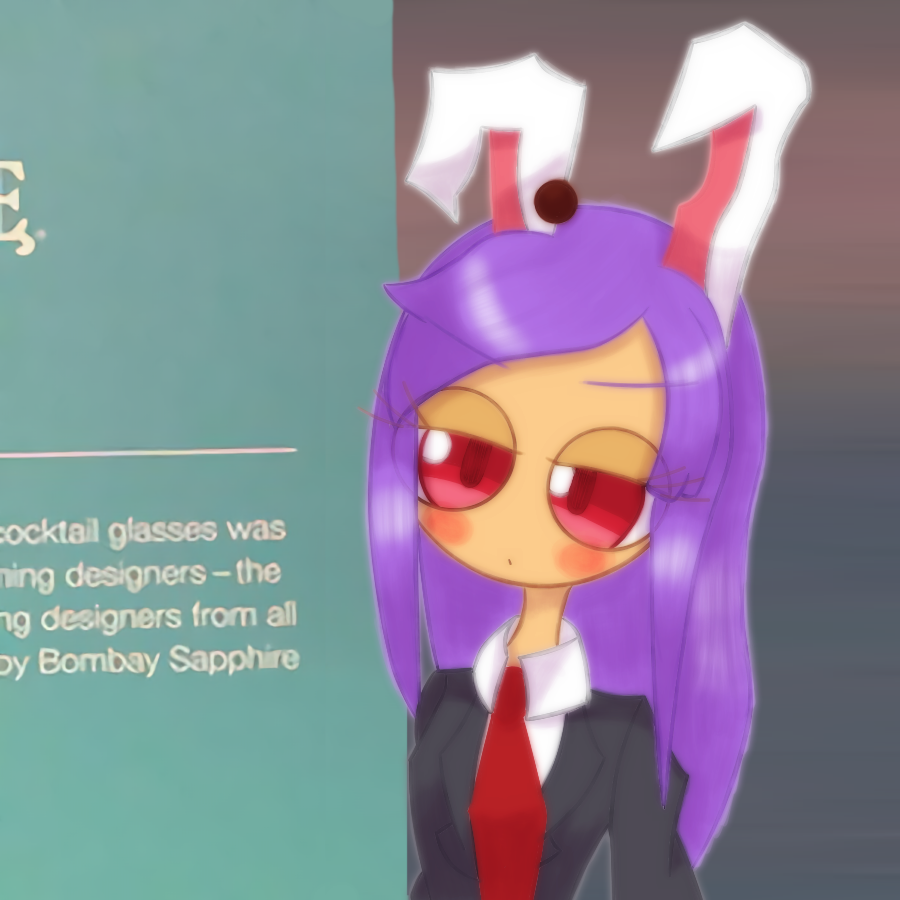 E.
cocktail glasses was
ning designers – the
ng designers from all
by Bombay Sapphire